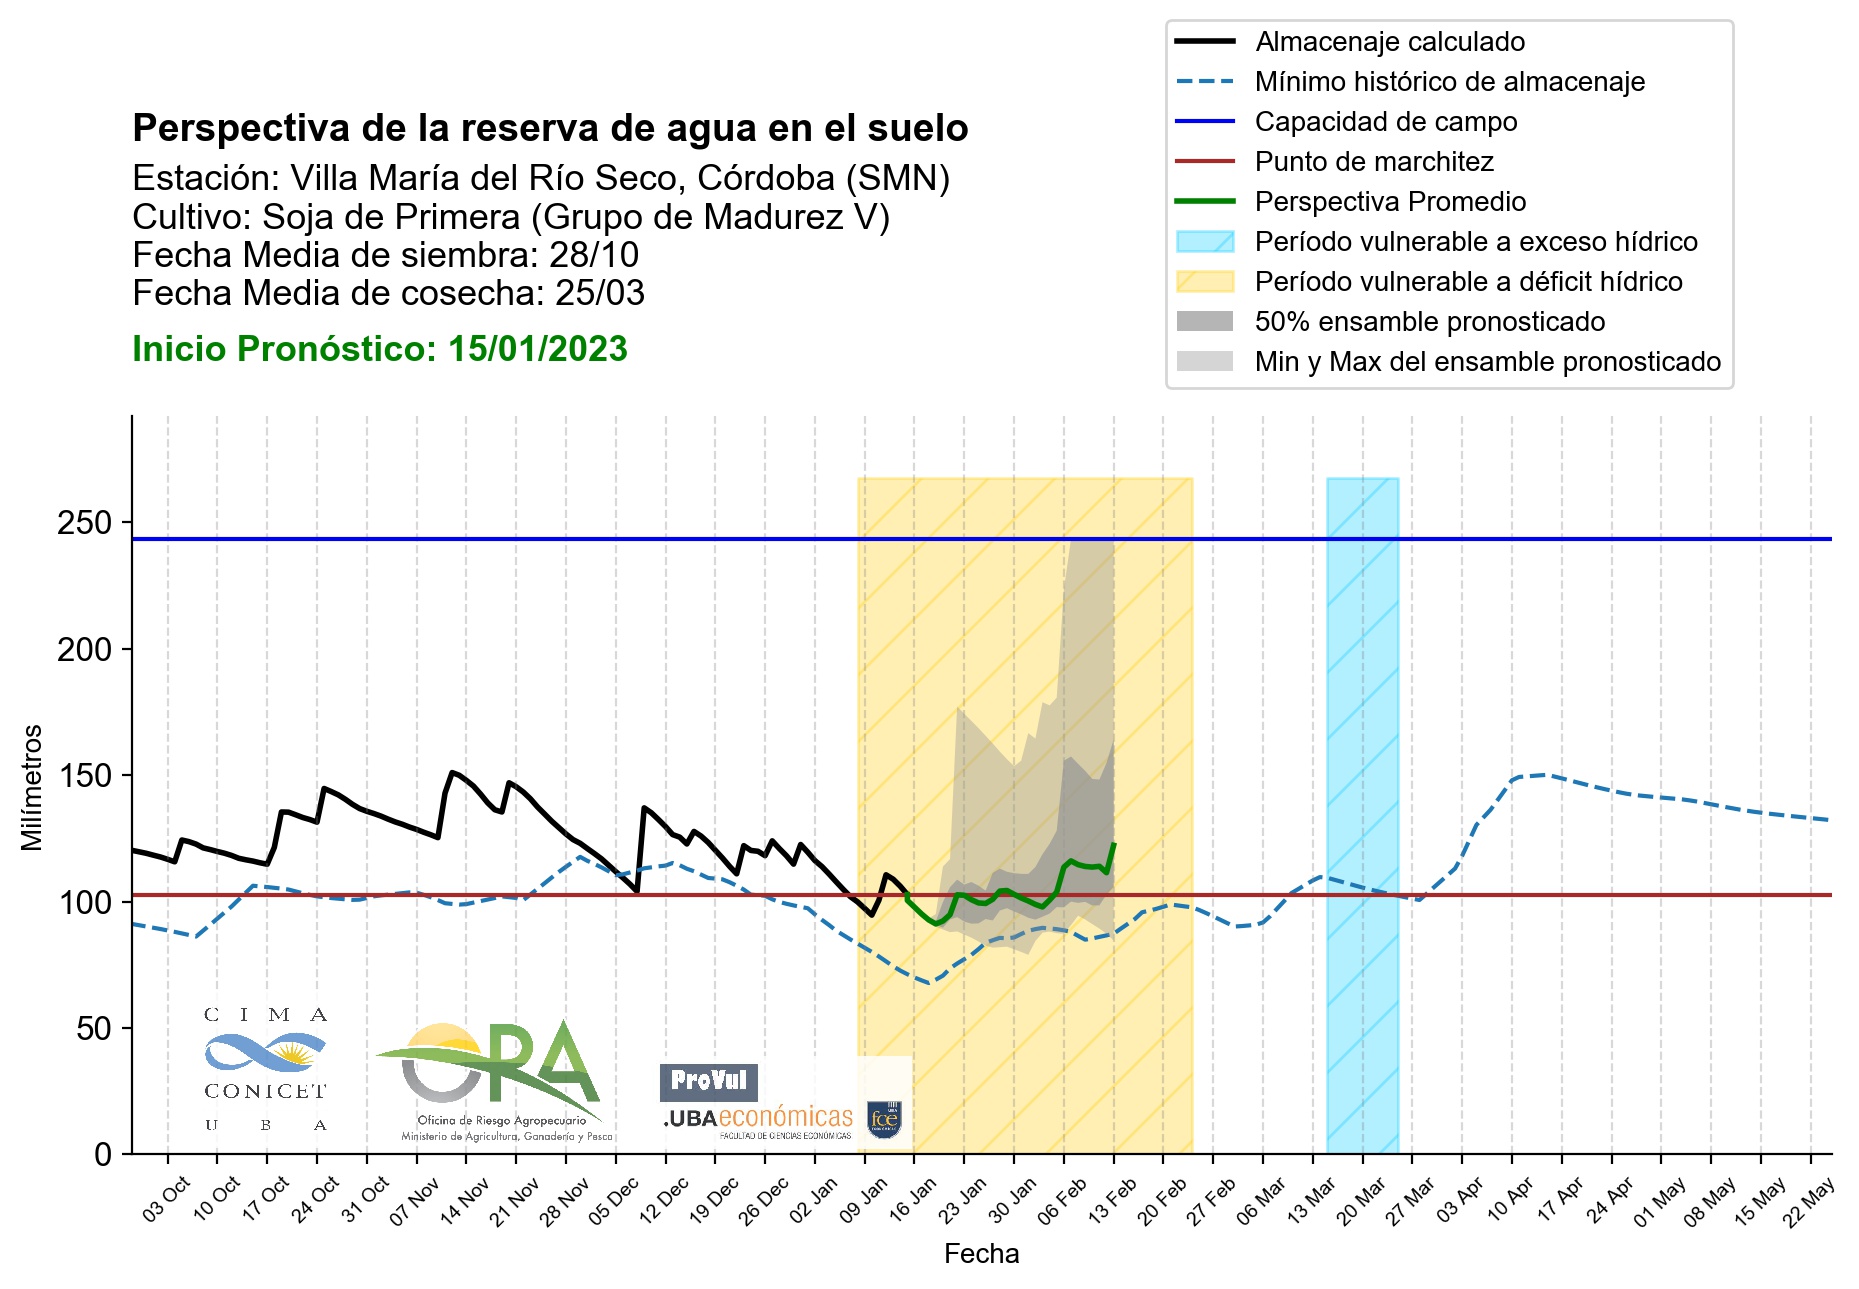 Almacenaje calculado
Mínimo histórico de almacenaje
Capacidad de campo
Punto de marchitez
Perspectiva Promedio
Período vulnerable a exceso hídrico
Período vulnerable a déficit hídrico
50% ensamble pronosticado
Min y Max del ensamble pronosticado
Perspectiva de la reserva de agua en el suelo
Estación: Villa María del Río Seco, Córdoba (SMN)
Cultivo: Soja de Primera (Grupo de Madurez V)
Fecha Media de siembra: 28/10
Fecha Media de cosecha: 25/03
Inicio Pronóstico: 15/01/2023
Milímetros
250
200
150
100
50
0
CIMA
CONICET
UBA
ORA
Oficina de Riesgo Agropecuario
Ministerio de Agricultura, Ganadería y Pesca
ProVul
.UBAeconómicas
FACULTAD DE CIENCIAS ECONÓMICAS
fce
03 Oct
10 Oct
17 Oct
24 Oct
31 Oct
07 Nov
14 Nov
21 Nov
28 Nov
05 Dec
12 Dec
19 Dec
26 Dec
02 Jan
09 Jan
16 Jan
23 Jan
30 Jan
06 Feb
13 Feb
20 Feb
27 Feb
06 Mar
13 Mar
20 Mar
27 Mar
03 Apr
10 Apr
17 Apr
24 Apr
01 May
08 May
15 May
22 May
Fecha